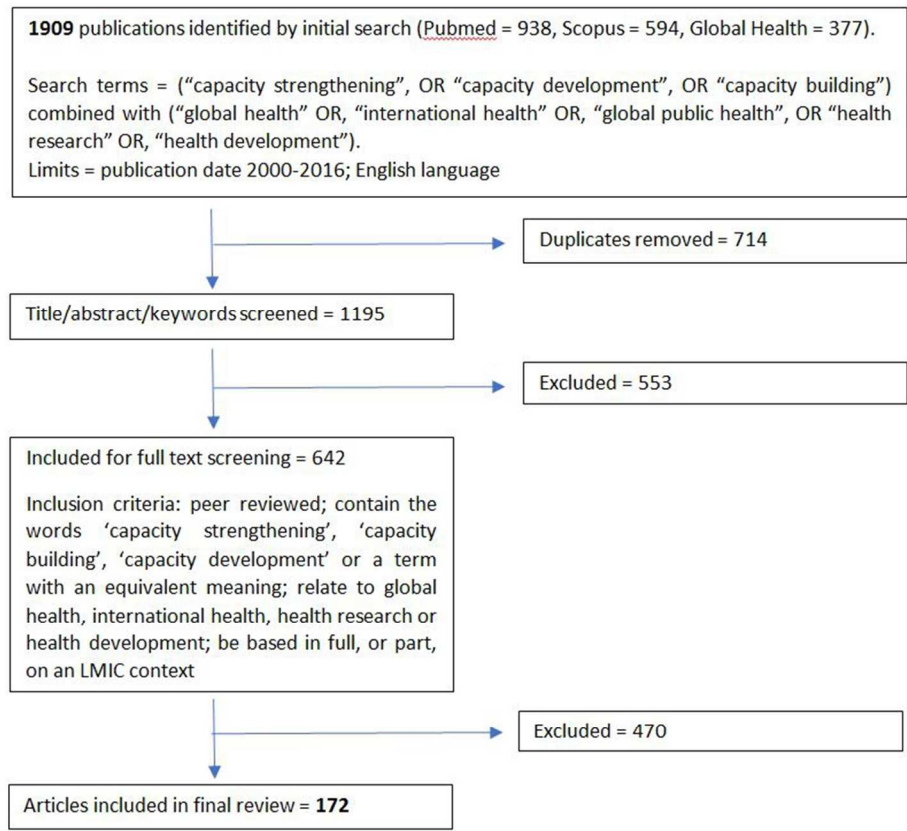 1909 publications identified by initial search (Pubmed = 938, Scopus = 594, Global Health = 377).
Search terms = (“capacity strengthening”, OR “capacity development”, OR “capacity building”)
combined with (“global health” OR, “international health” OR, “global public health”, OR “health
research” OR, “health development”).
Limits = publication date 2000-2016; English language
Duplicates removed = 714
Title/abstract/keywords screened = 1195
Excluded = 553
Included for full text screening = 642
Inclusion criteria: peer reviewed; contain the
words ‘capacity strengthening’, ‘capacity
building’, ‘capacity development’ or a term
with an equivalent meaning; relate to global
health, international health, health research or
health development; be based in full, or part,
on an LMIC context
Excluded = 470
Articles included in final review = 172